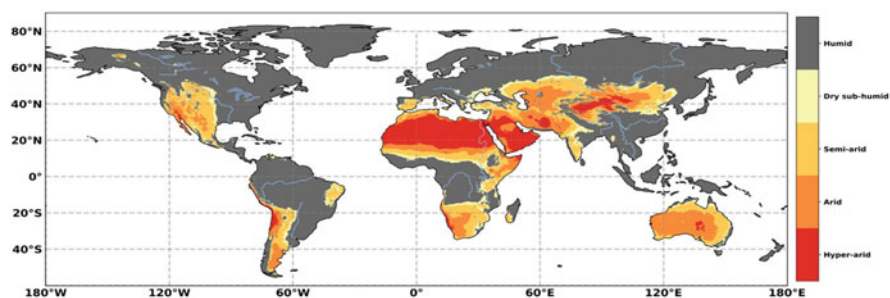 80°N
60°N
40°N
20°N
0°
20°S
40°S
180°W
120°W
60°W
0°
60°E
120°E
180°E
Humid
Dry sub-humid
Semi-arid
Arid
Hyper-arid